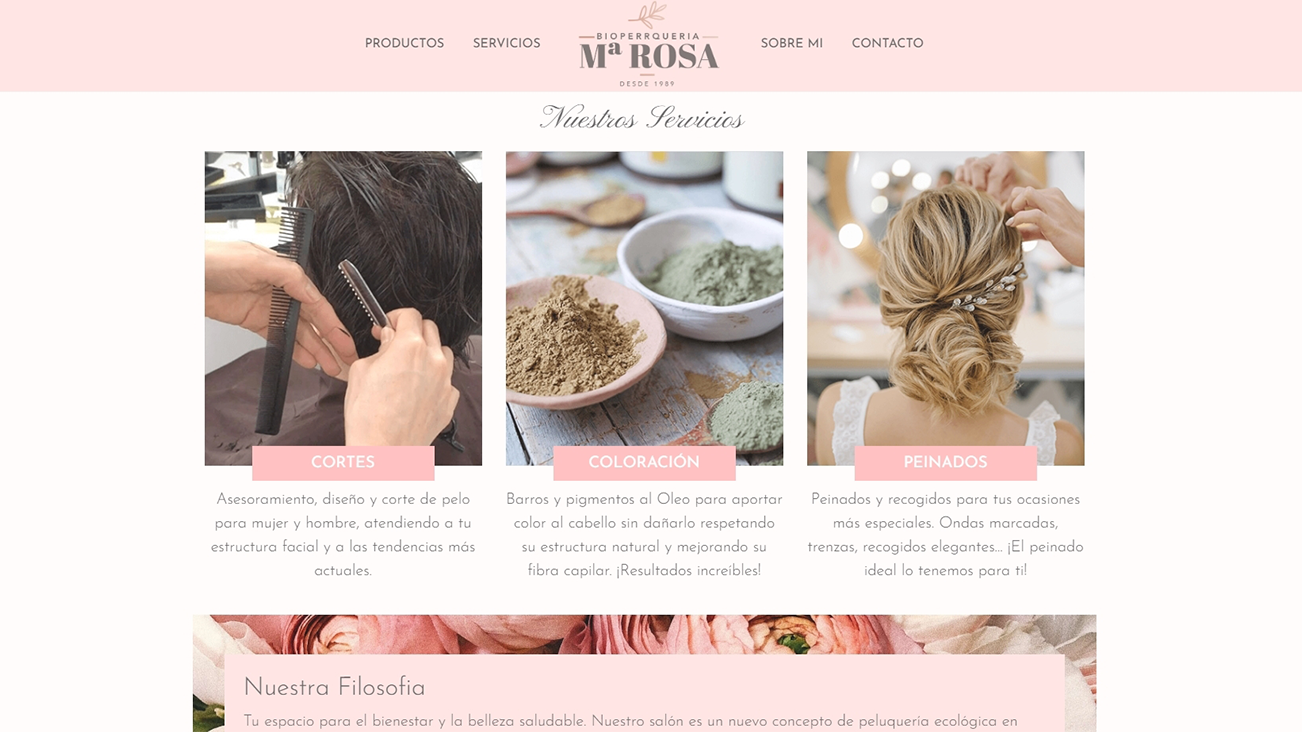 PRODUCTOS SERVICIOS
BIOPERRQUERIA
Mª ROSA
DESDE 1989
SOBRE MI CONTACTO
Nuestros Servicios
CORTES
Asesoramiento, diseño y corte de pelo
para mujer y hombre, atendiendo a tu
estructura facial y a las tendencias más
actuales.
COLORACIÓN
Barros y pigmentos al Oleo para aportar
color al cabello sin dañarlo respetando
su estructura natural y mejorando su
fibra capilar. ¡Resultados increíbles!
PEINADOS
Peinados y recogidos para tus ocasiones
más especiales. Ondas marcadas,
trenzas, recogidos elegantes... ¡El peinado
ideal lo tenemos para ti!
Nuestra Filosofia
Tu espacio para el bienestar y la belleza saludable. Nuestro salón es un nuevo concepto de peluquería ecológica en